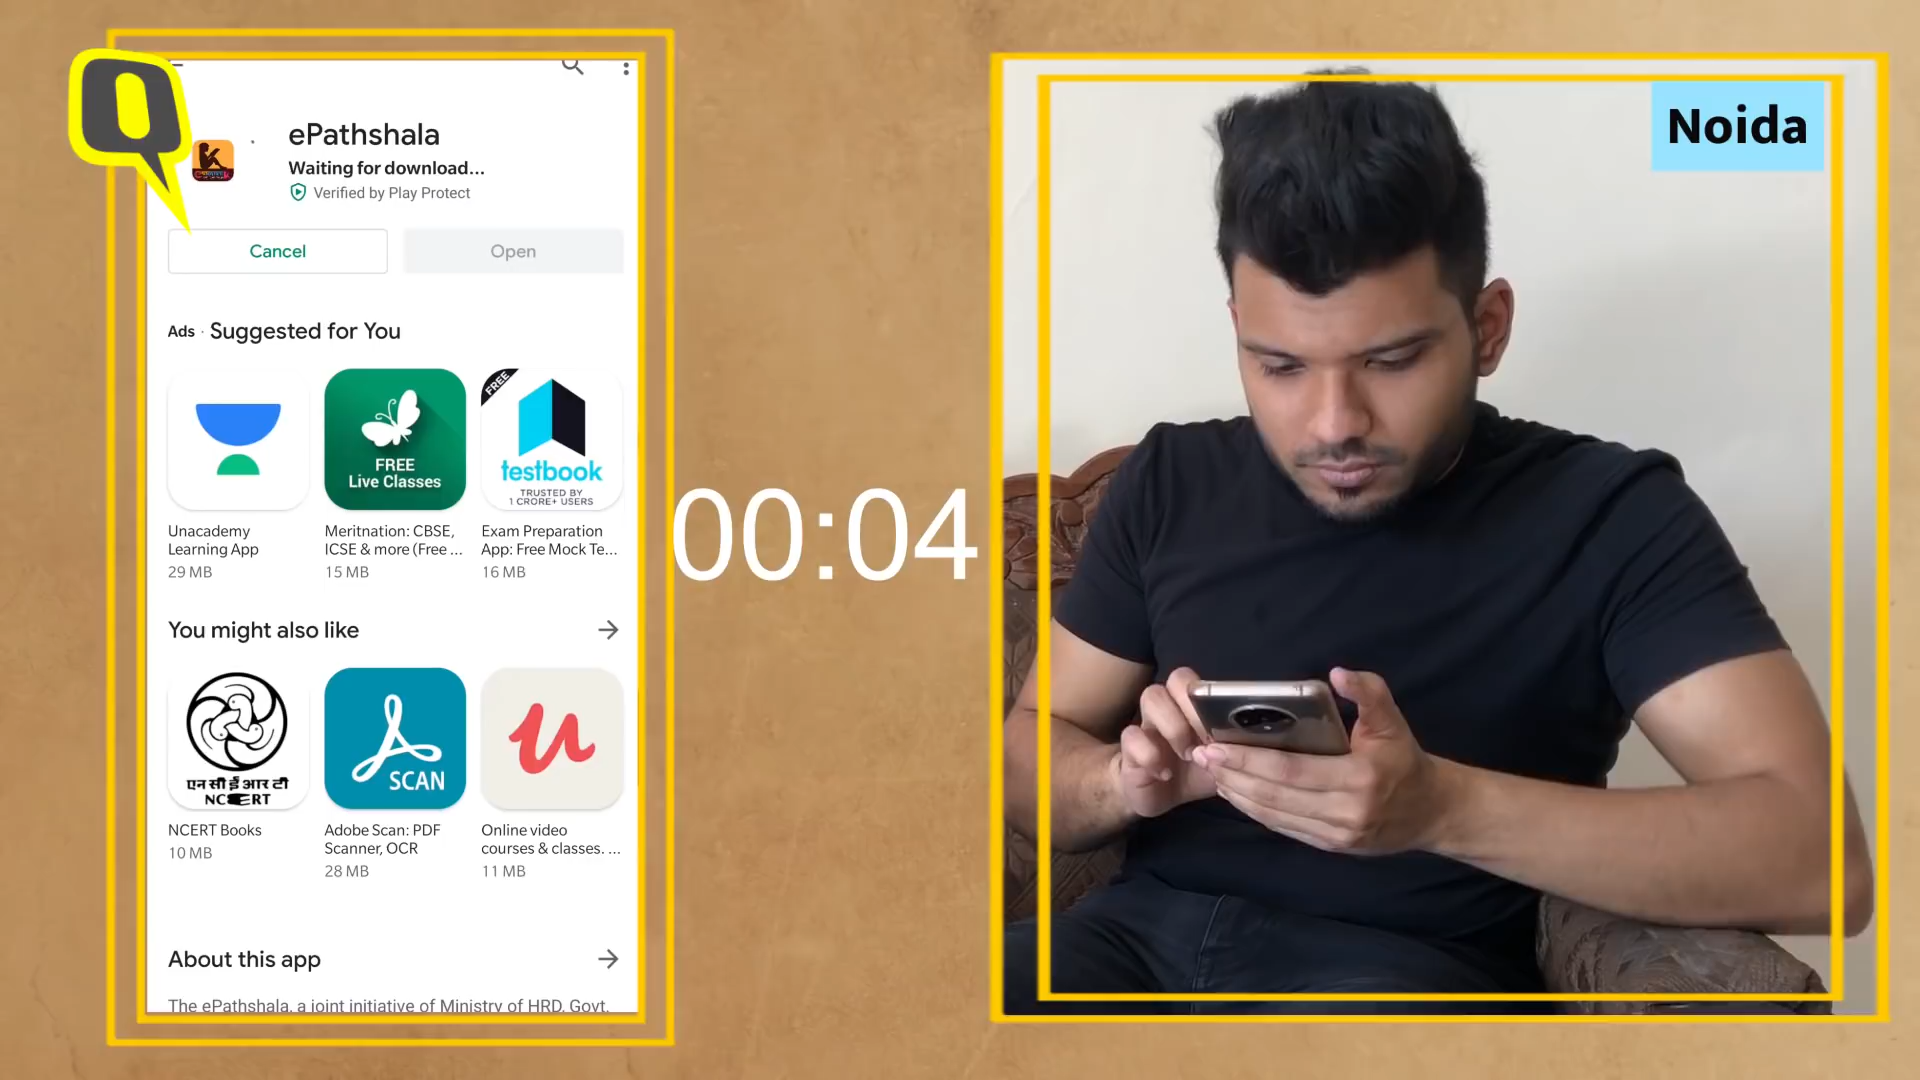 ePathshala
Waiting for download...
Verified by Play Protect
Cancel
Open
Ads · Suggested for You
FREE
Live Classes
FREE
testbook
TRUSTED BY
1 CRORE+ USERS
Unacademy
Learning App
29 MB
Meritnation: CBSE,
ICSE & more (Free ...
15 MB
Exam Preparation
App: Free Mock Te...
16 MB
You might also like
एन सी ई आर टी
NCERT
SCAN
NCERT Books
10 MB
Adobe Scan: PDF
Scanner, OCR
28 MB
Online video
courses & classes. ...
11 MB
About this app
The ePathshala, a joint initiative of Ministry of HRD, Govt.
00:04
Noida